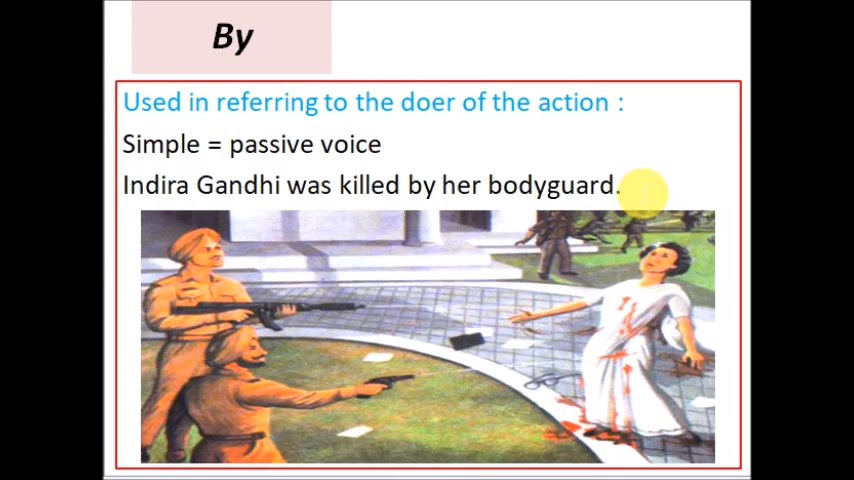 By
Used in referring to the doer of the action :
Simple = passive voice
Indira Gandhi was killed by her bodyguard.